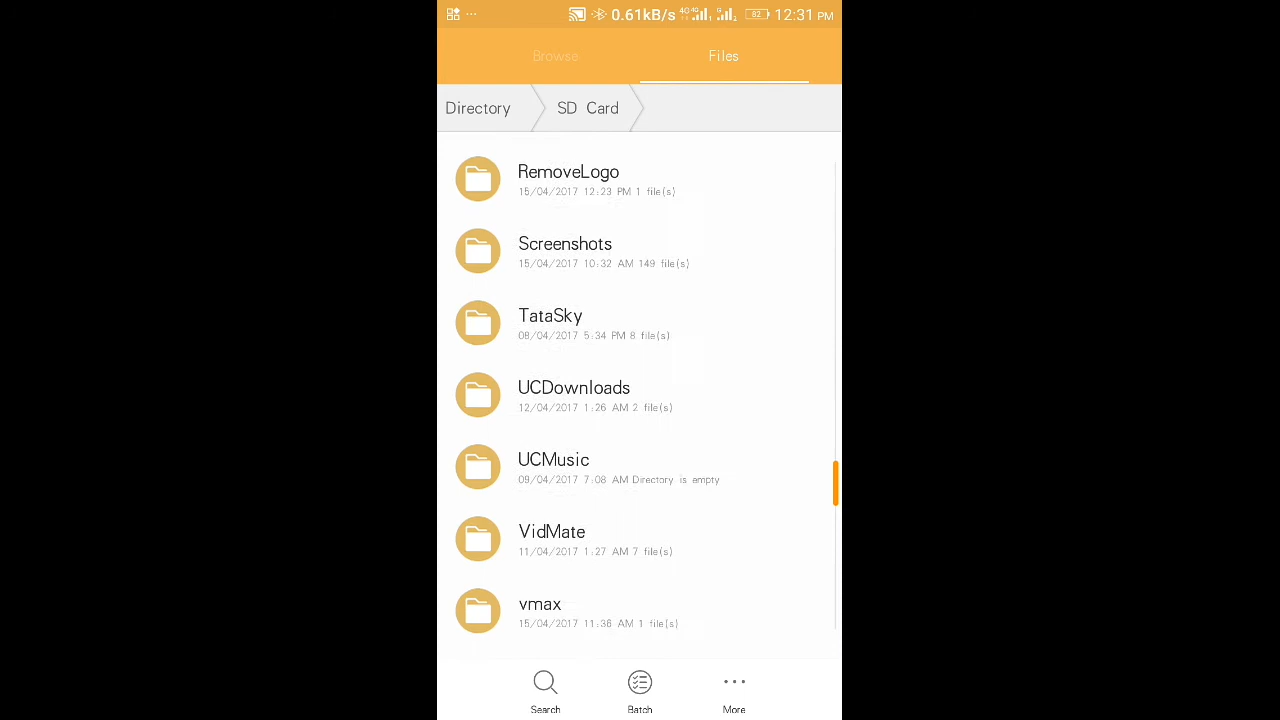 0.61kB/s 4G 4G 82 12:31 PM
Browse Files
Directory SD Card
RemoveLogo
15/04/2017 12:23 PM 1 file(s)
Screenshots
15/04/2017 10:32 AM 149 file(s)
TataSky
08/04/2017 5:34 PM 8 file(s)
UCDownloads
12/04/2017 1:26 AM 2 file(s)
UCMusic
09/04/2017 7:08 AM Directory is empty
VidMate
11/04/2017 1:27 AM 7 file(s)
vmax
15/04/2017 11:36 AM 1 file(s)
Search Batch More